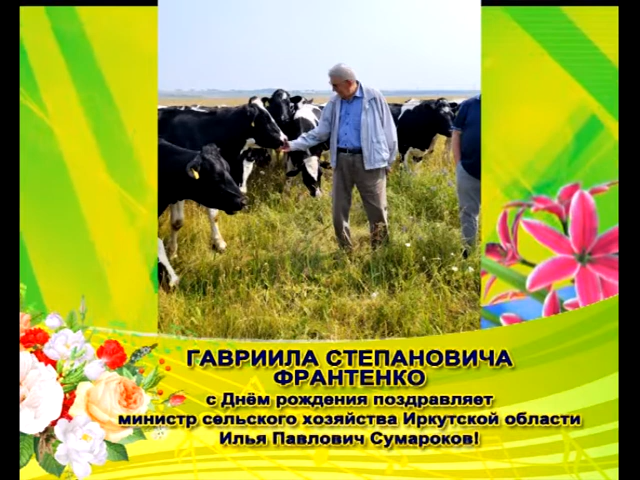 ГАВРИИЛА СТЕПАНОВИЧА
ФРАНТЕНКО
с Днём рождения поздравляет
министр сельского хозяйства Иркутской области
Илья Павлович Сумароков!